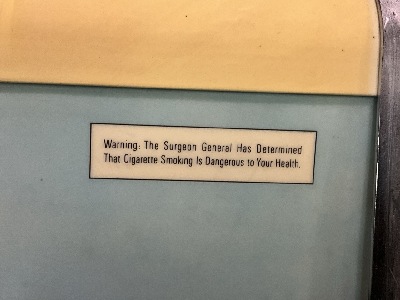 Warning: The Surgeon General Has Determined
That Cigarette Smoking Is Dangerous to Your Health.